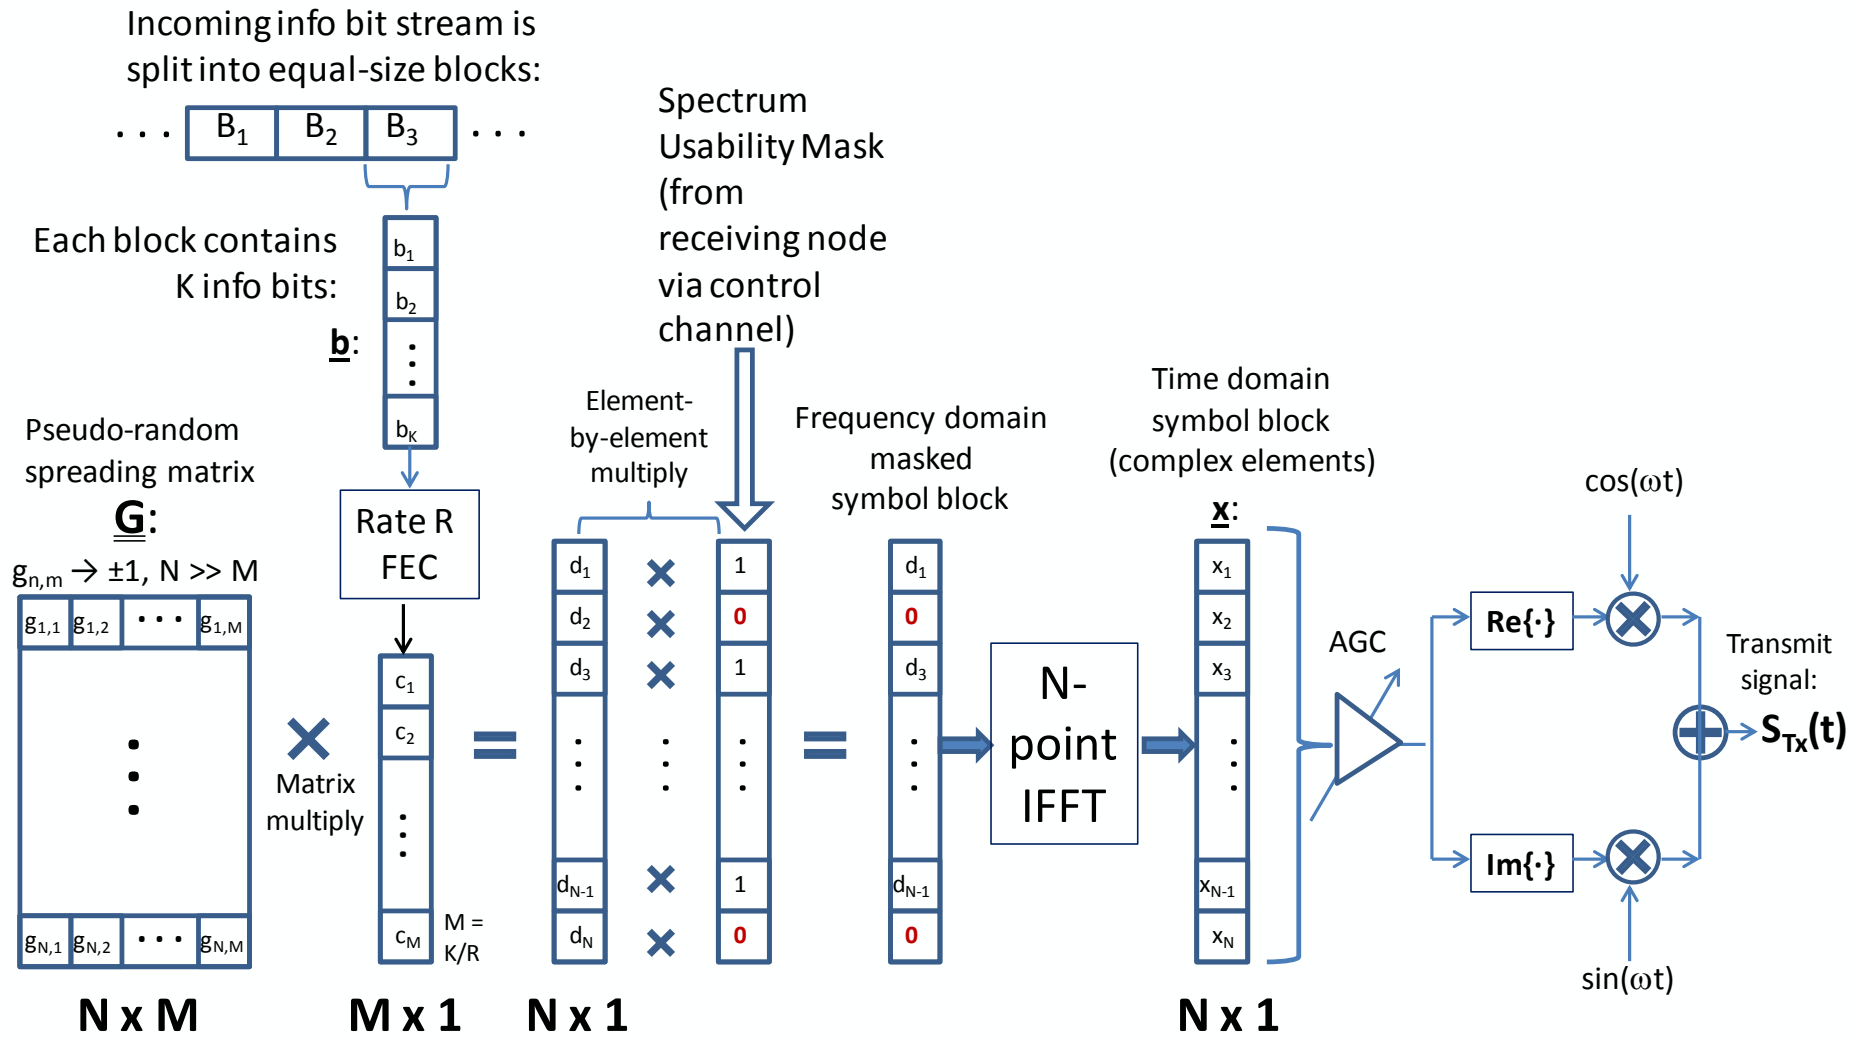 Incoming info bit stream is
split into equal-size blocks:
· · · B1 B2 B3 · · ·
Each block contains
K info bits:
b:
b1
b2
bK
Rate R
FEC
Spectrum
Usability Mask
(from
receiving node
via control
channel)
Pseudo-random
spreading matrix
G:
gn,m → ±1, N >> M
g1,1 g1,2 · · · g1,M
gN,1 gN,2 · · · gN,M
N x M
×
Matrix
multiply
c1
c2
cM
M =
K/R
M x 1
=
Element-
by-element
multiply
d1 × 1
d2 × 0
d3 × 1
dN-1 × 1
dN × 0
N x 1
=
Frequency domain
masked
symbol block
d1
0
d3
dN-1
0
N-
point
IFFT
Time domain
symbol block
(complex elements)
x:
x1
x2
x3
xN-1
xN
N x 1
AGC
Re{·}
Im{·}
cos(ωt)
sin(ωt)
Transmit
signal:
STx(t)